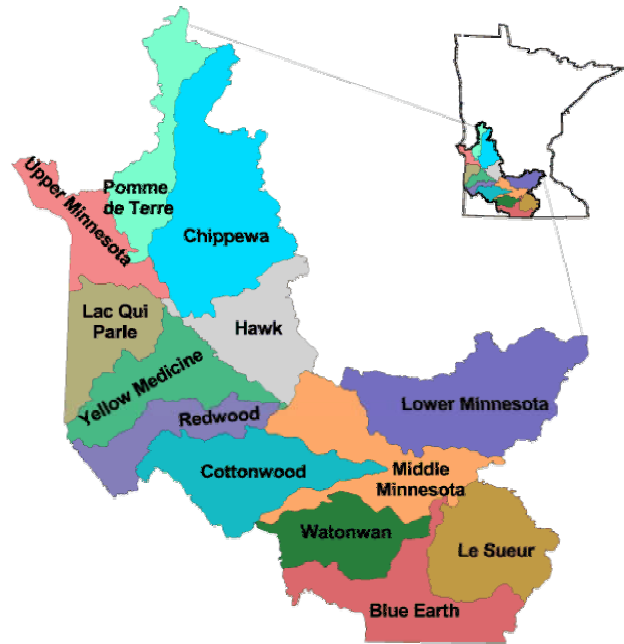 Upper Minnesota
Pomme
de Terre
Chippewa
Lac Qui
Parle
Hawk
Yellow Medicine
Redwood
Lower Minnesota
Cottonwood
Middle
Minnesota
Watonwan
Le Sueur
Blue Earth